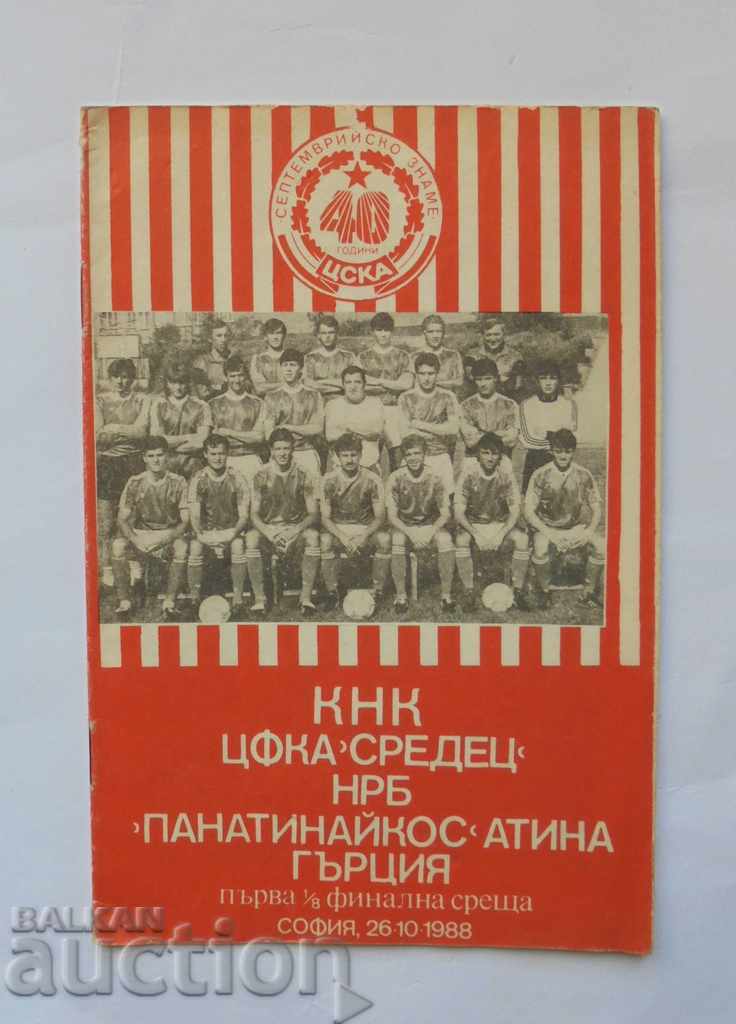 СЕПТЕМВРИЙСКО ЗНАМЕ
ГОДИНИ
ЦСКА
КНК
ЦФКА ›СРЕДЕЦ‹
НРБ
›ПАНАТИНАЙКОС‹ АТИНА
ГЪРЦИЯ
първа 1/8 финална среща
СОФИЯ, 26·10·1988
BALKAN
auction